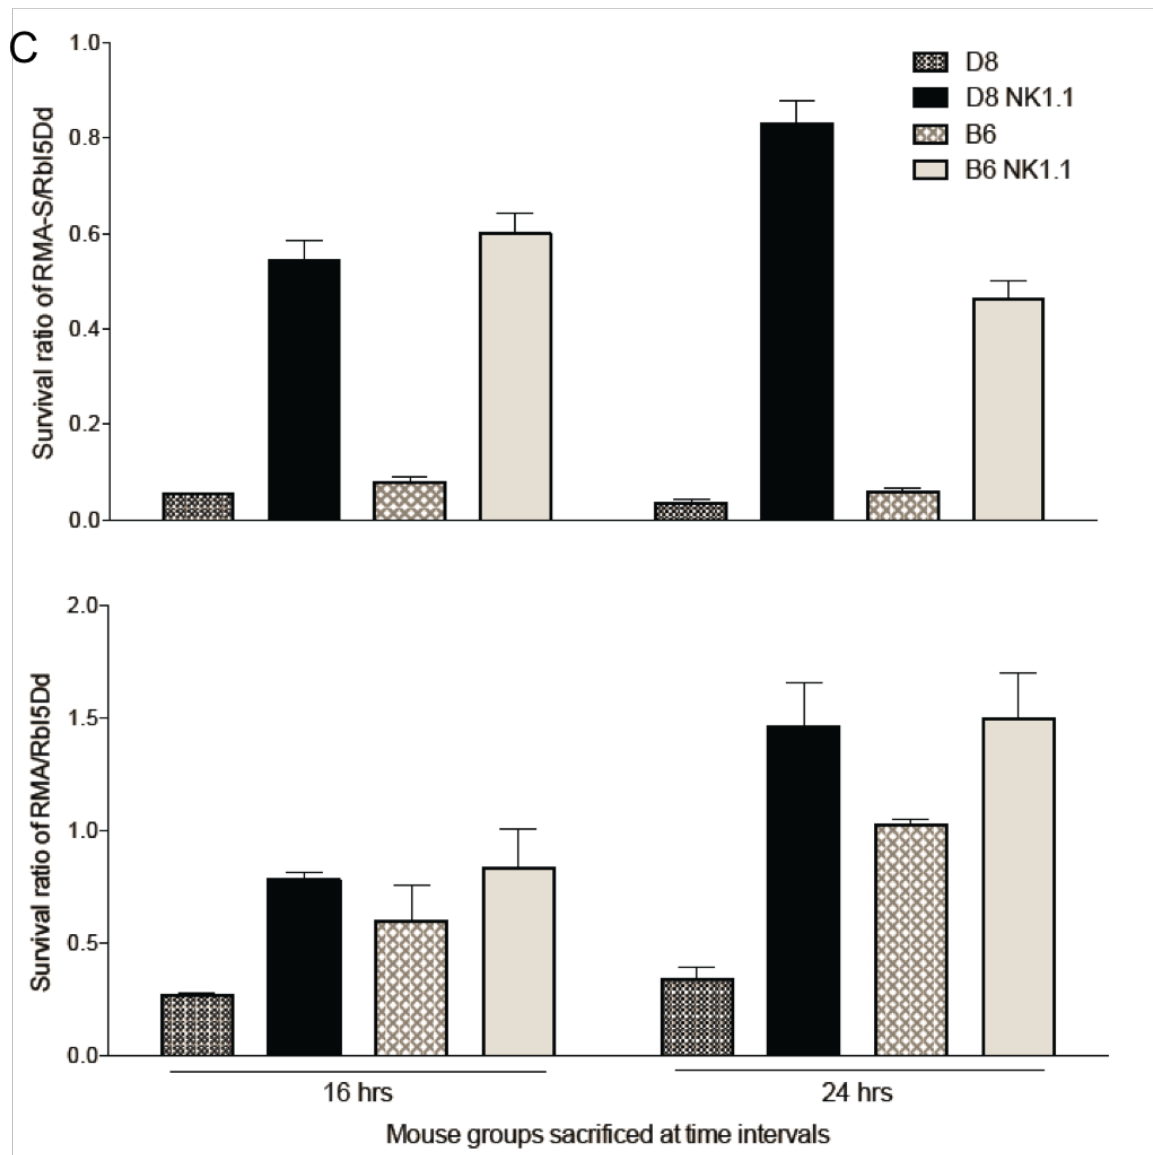 C
1.0
0.8
0.6
0.4
0.2
0.0
Survival ratio of RMA-S/Rbl5Dd
D8
D8 NK1.1
B6
B6 NK1.1
2.0
1.5
1.0
0.5
0.0
Survival ratio of RMA/Rbl5Dd
16 hrs
24 hrs
Mouse groups sacrificed at time intervals